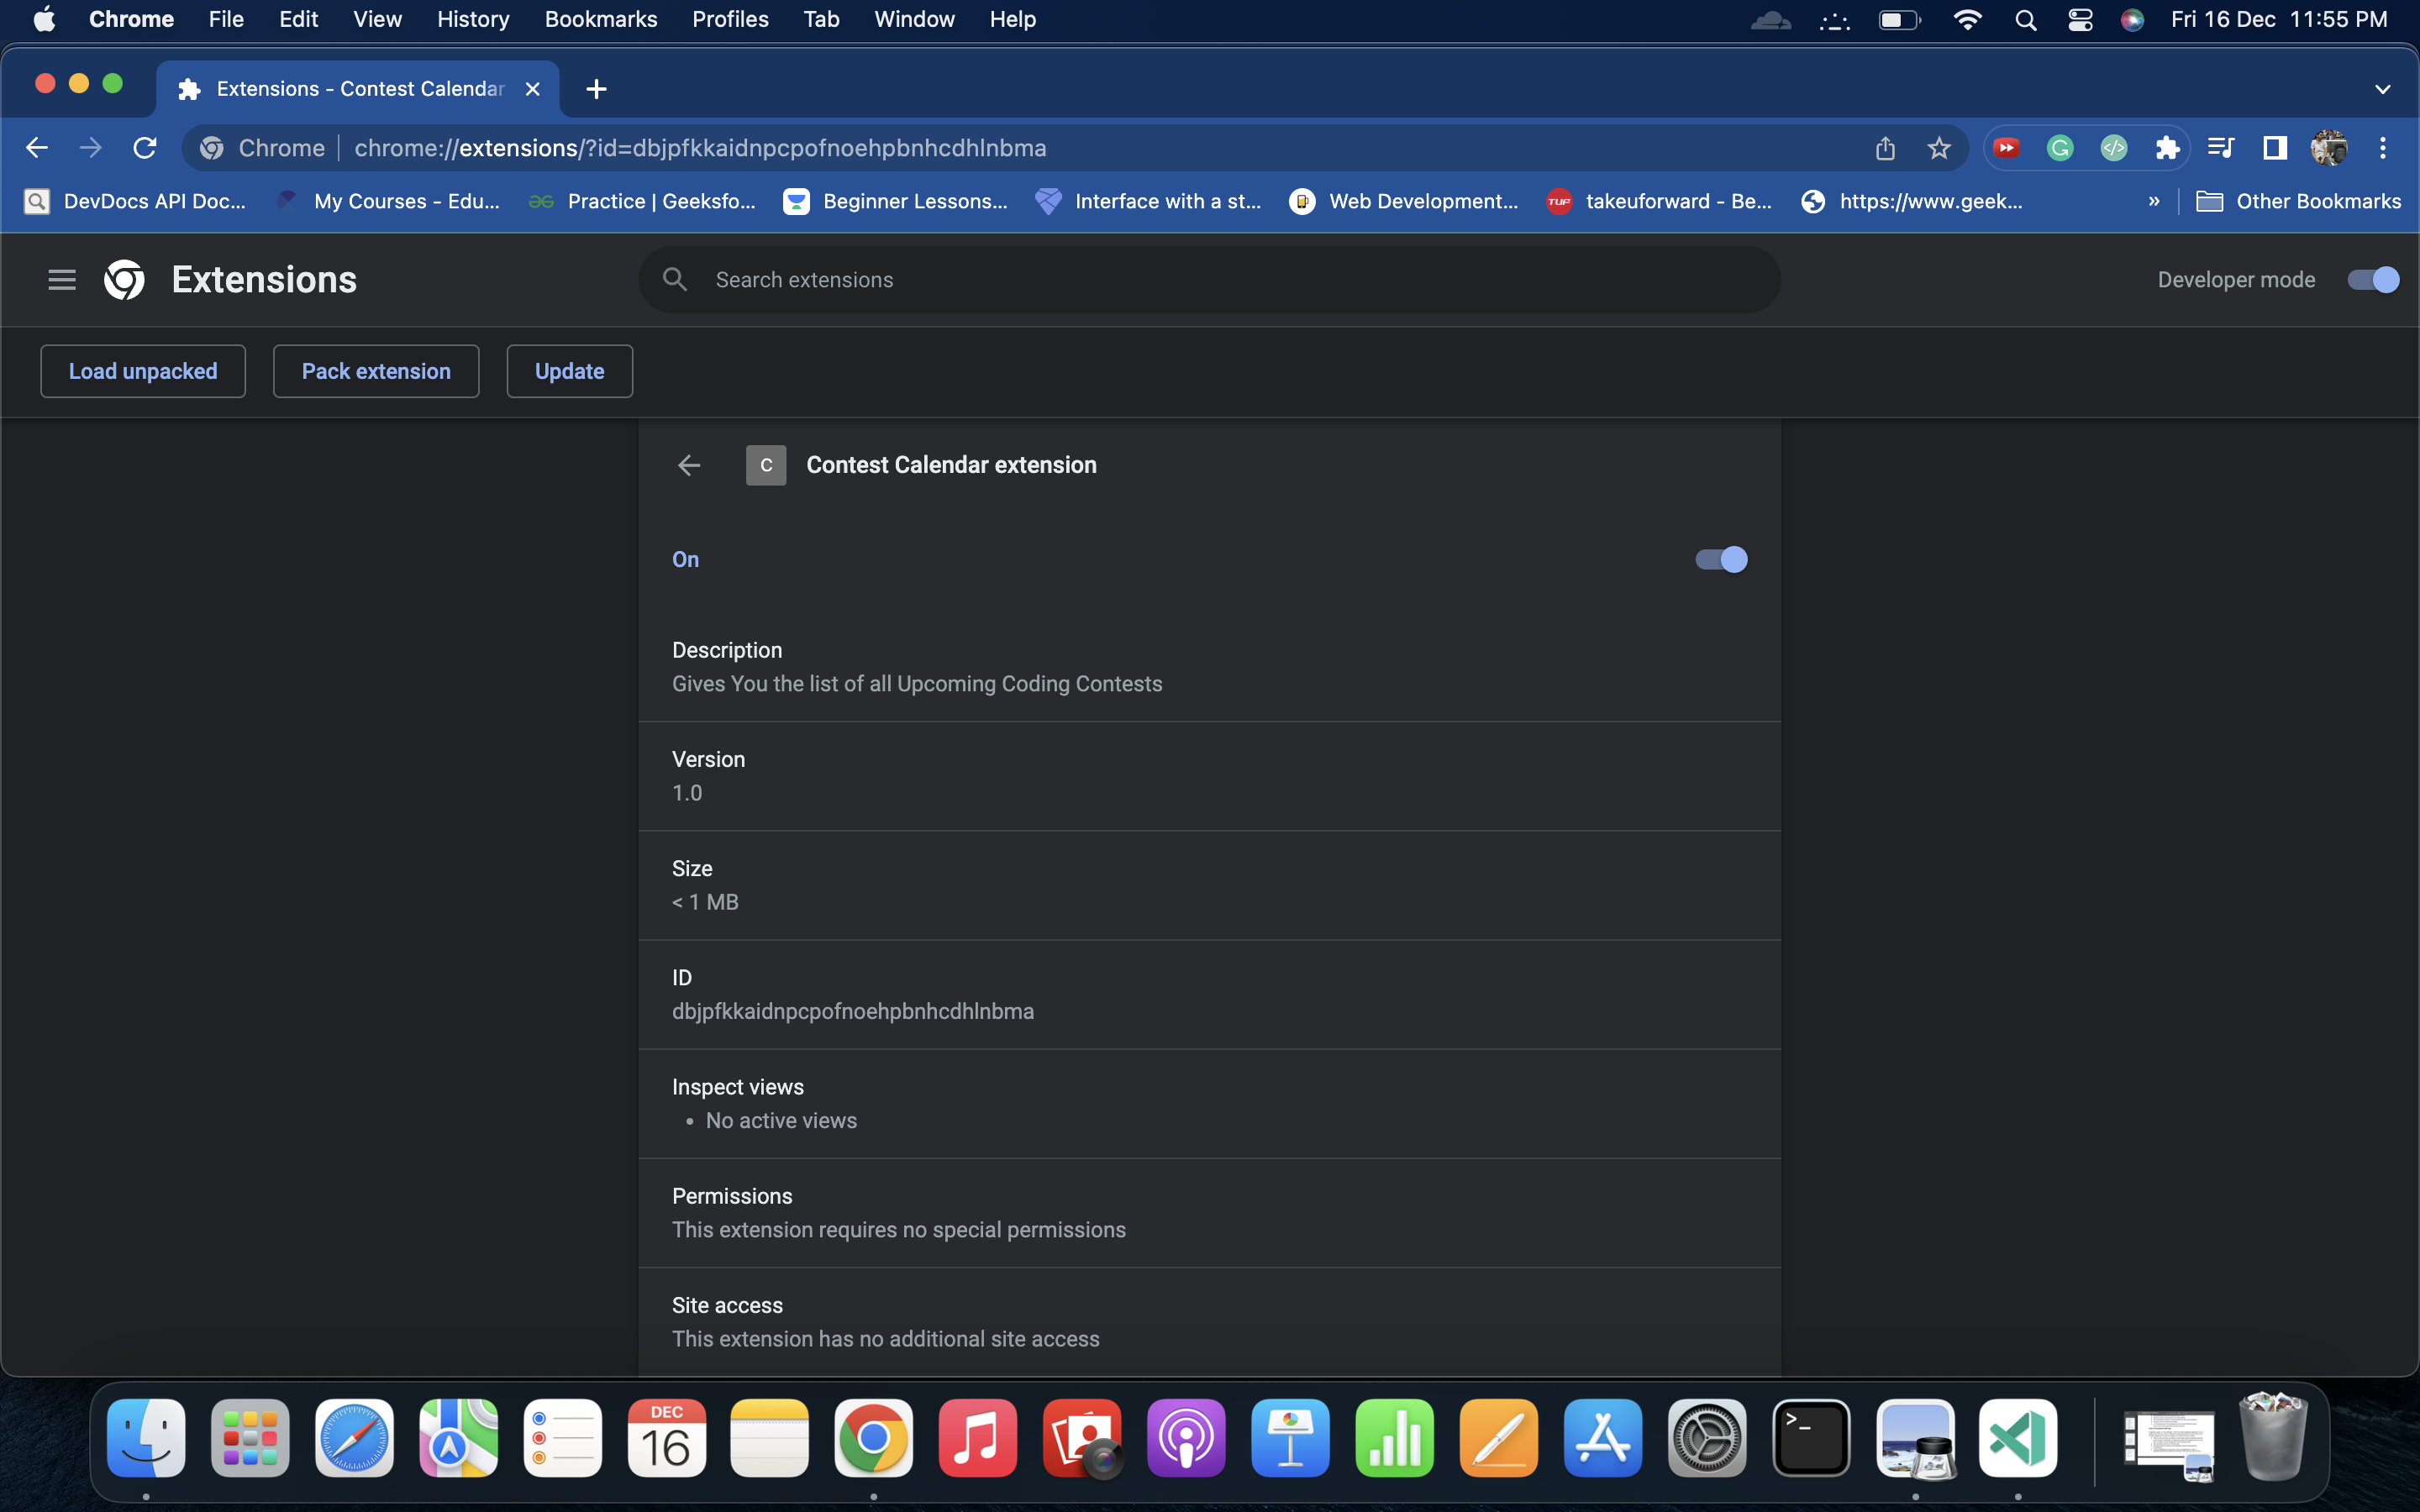 Chrome File Edit View History Bookmarks Profiles Tab Window Help Fri 16 Dec 11:55 PM
Extensions - Contest Calendar
Chrome chrome://extensions/?id=dbjpfkkaidnpcpofnoehpbnhcdhlnbma
DevDocs API Doc... My Courses - Edu... Practice | Geeksfo... Beginner Lessons... Interface with a st... Web Development... TUF takeuforward - Be... https://www.geek... » Other Bookmarks
Extensions Search extensions Developer mode
Load unpacked Pack extension Update
C Contest Calendar extension
On
Description
Gives You the list of all Upcoming Coding Contests
Version
1.0
Size
< 1 MB
ID
dbjpfkkaidnpcpofnoehpbnhcdhlnbma
Inspect views
• No active views
Permissions
This extension requires no special permissions
Site access
This extension has no additional site access
DEC
16